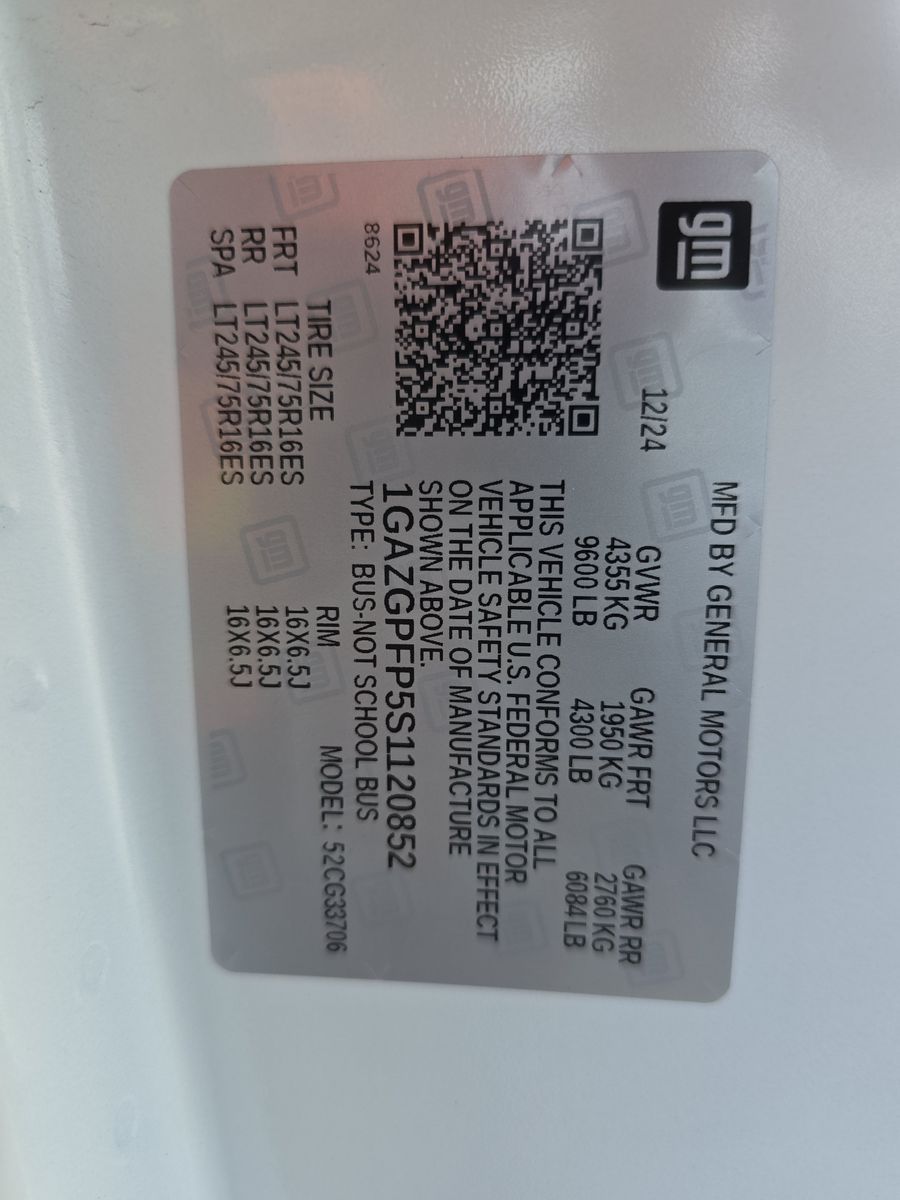 gm
MFD BY GENERAL MOTORS LLC
12/24
GVWR GAWR FRT GAWR RR
4355 KG 1950 KG 2760 KG
9600 LB 4300 LB 6084 LB
THIS VEHICLE CONFORMS TO ALL
APPLICABLE U.S. FEDERAL MOTOR
VEHICLE SAFETY STANDARDS IN EFFECT
ON THE DATE OF MANUFACTURE
SHOWN ABOVE.
1GAZGPFP5S1120852
8624
TYPE: BUS-NOT SCHOOL BUS
MODEL: 52CG33706
TIRE SIZE RIM
FRT LT245/75R16ES 16X6.5J
RR LT245/75R16ES 16X6.5J
SPA LT245/75R16ES 16X6.5J